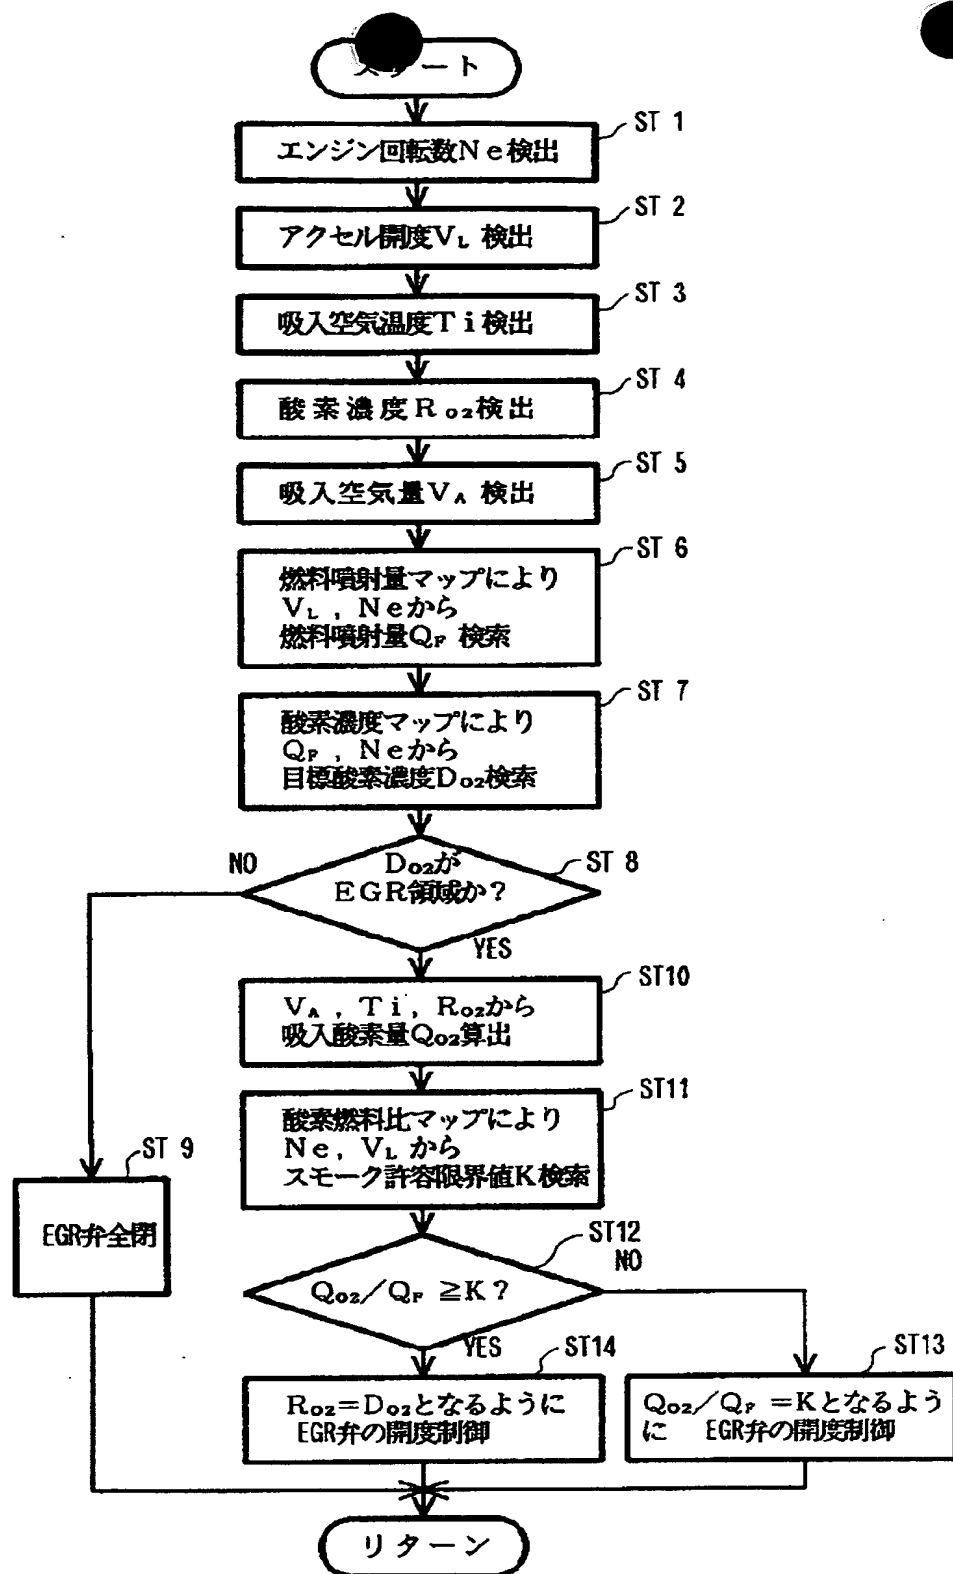 スタート
ST 1
エンジン回転数Ne検出
ST 2
アクセル開度VL 検出
ST 3
吸入空気温度Ti検出
ST 4
酸素濃度RO2検出
ST 5
吸入空気量VA 検出
ST 6
燃料噴射量マップにより
VL , Neから
燃料噴射量QF 検索
ST 7
酸素濃度マップにより
QF , Neから
目標酸素濃度DO2検索
ST 8
NO
DO2が
EGR領域か?
YES
ST10
VA , Ti, RO2から
吸入酸素量QO2算出
ST11
酸素燃料比マップにより
Ne, VL から
スモーク許容限界値K検索
ST 9
EGR弁全閉
ST12
NO
QO2/QF ≧K?
YES
ST14
RO2=DO2となるように
EGR弁の開度制御
ST13
QO2/QF =Kとなるよう
に EGR弁の開度制御
リターン